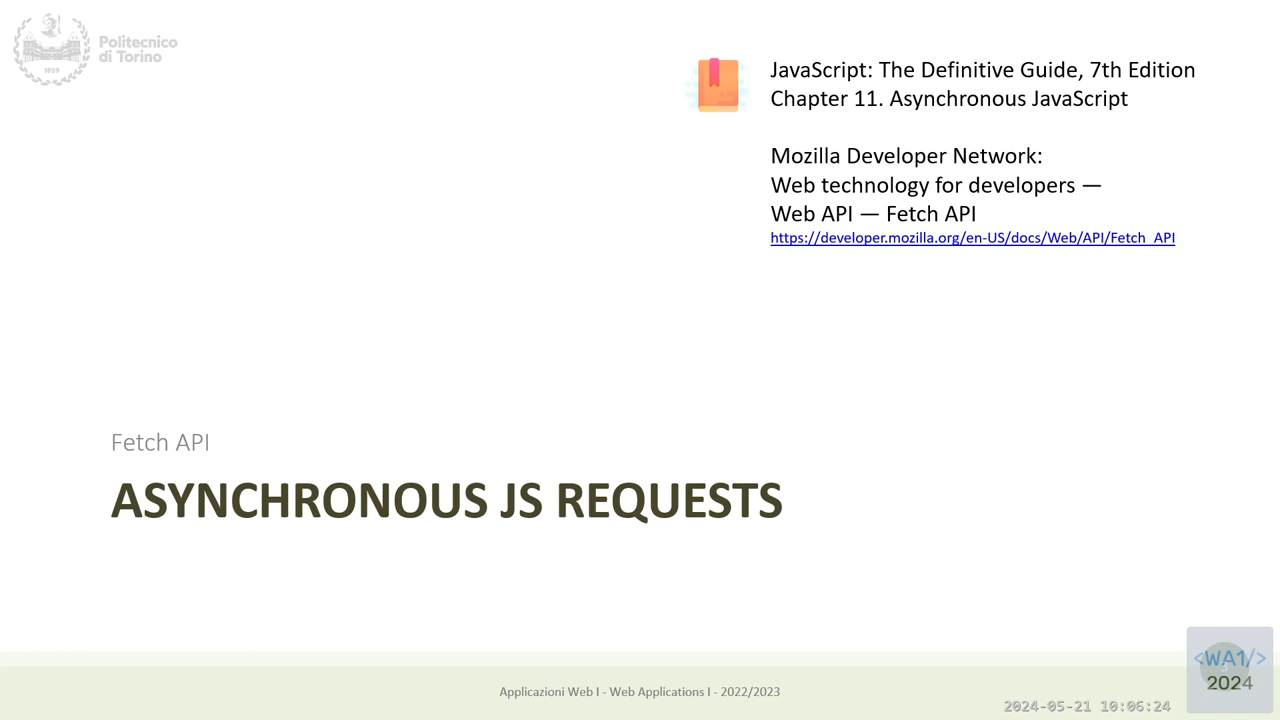 Politecnico
di Torino
1859
JavaScript: The Definitive Guide, 7th Edition
Chapter 11. Asynchronous JavaScript
Mozilla Developer Network:
Web technology for developers —
Web API — Fetch API
https://developer.mozilla.org/en-US/docs/Web/API/Fetch_API
Fetch API
ASYNCHRONOUS JS REQUESTS
Applicazioni Web I - Web Applications I - 2022/2023
<WA1/>
3
2024
2024-05-21 10:06:24